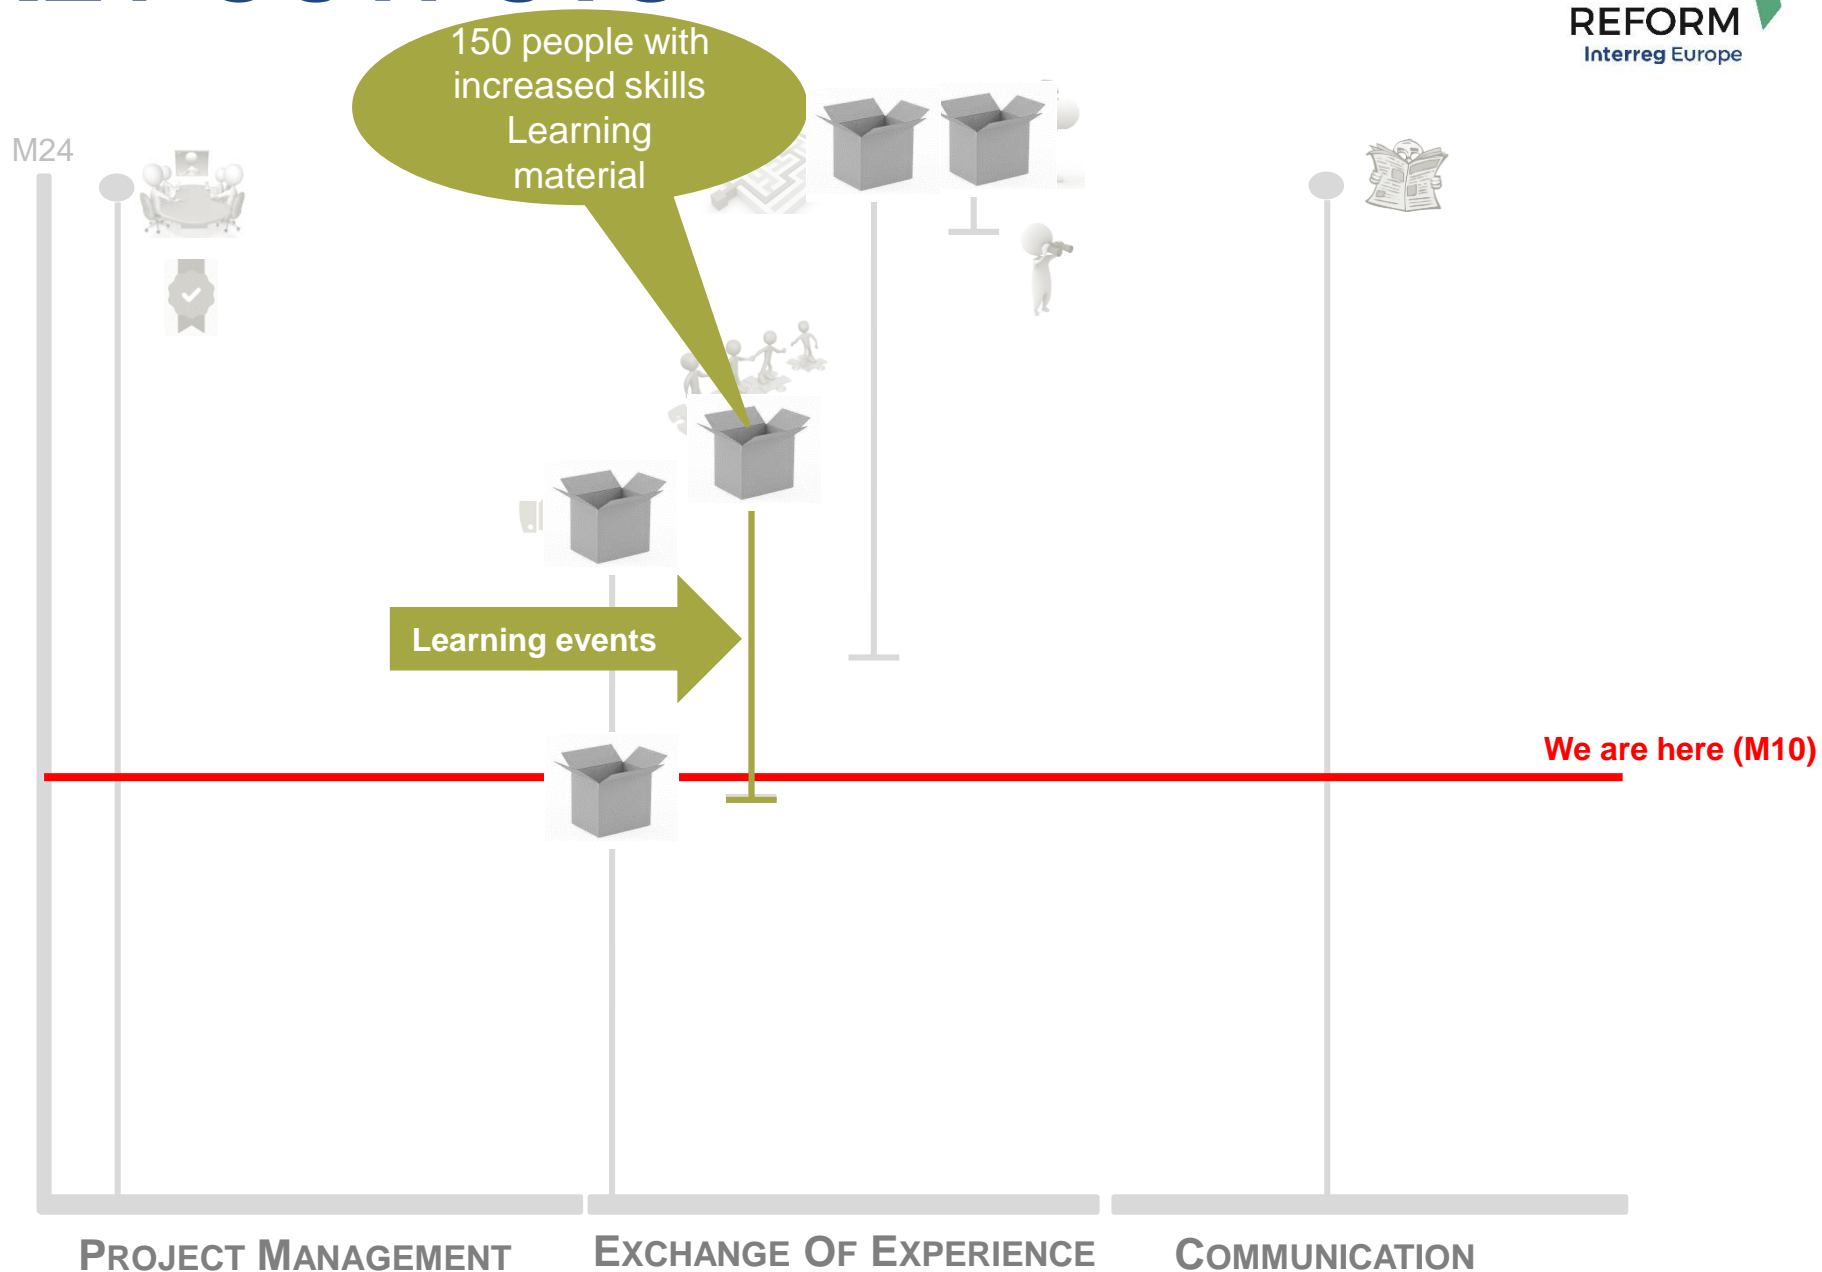 REFORM
Interreg Europe
150 people with
increased skills
Learning
material
M24
Learning events
We are here (M10)
PROJECT MANAGEMENT
EXCHANGE OF EXPERIENCE
COMMUNICATION